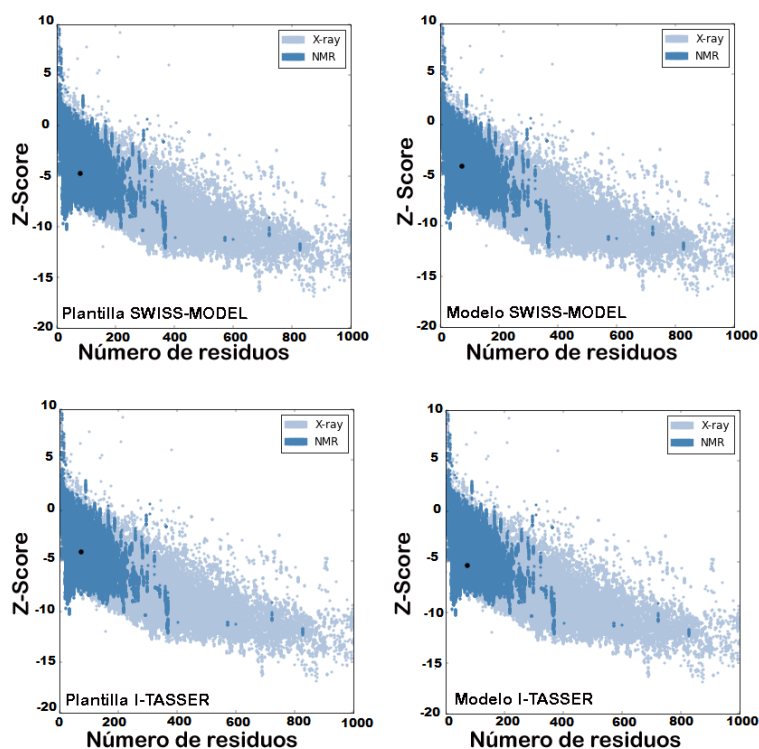 10
5
0
-5
-10
-15
-20
Z-Score
X-ray
NMR
Plantilla SWISS-MODEL
0
200
400
600
800
1000
Número de residuos
10
5
0
-5
-10
-15
-20
Z- Score
X-ray
NMR
Modelo SWISS-MODEL
0
200
400
600
800
1000
Número de residuos
10
5
0
-5
-10
-15
-20
Z-Score
X-ray
NMR
Plantilla I-TASSER
0
200
400
600
800
1000
Número de residuos
10
5
0
-5
-10
-15
-20
Z-Score
X-ray
NMR
Modelo I-TASSER
0
200
400
600
800
1000
Número de residuos